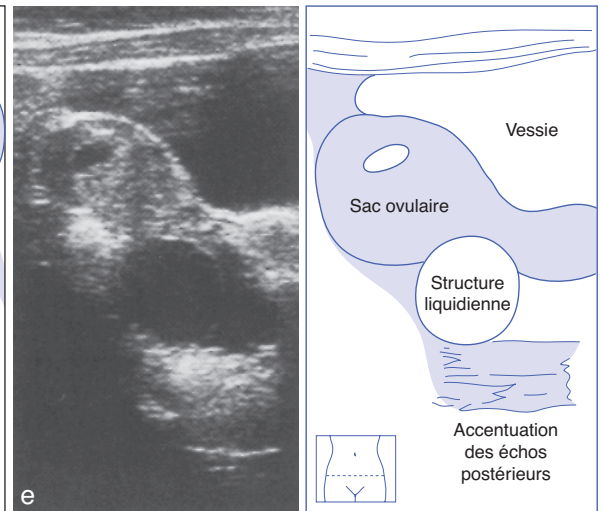 e
Vessie
Sac ovulaire
Structure
liquidienne
Accentuation
des échos
postérieurs